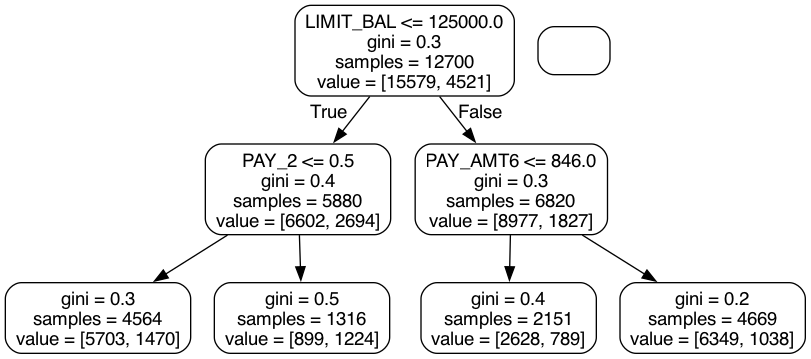 LIMIT_BAL <= 125000.0
gini = 0.3
samples = 12700
value = [15579, 4521]
True
False
PAY_2 <= 0.5
gini = 0.4
samples = 5880
value = [6602, 2694]
PAY_AMT6 <= 846.0
gini = 0.3
samples = 6820
value = [8977, 1827]
gini = 0.3
samples = 4564
value = [5703, 1470]
gini = 0.5
samples = 1316
value = [899, 1224]
gini = 0.4
samples = 2151
value = [2628, 789]
gini = 0.2
samples = 4669
value = [6349, 1038]